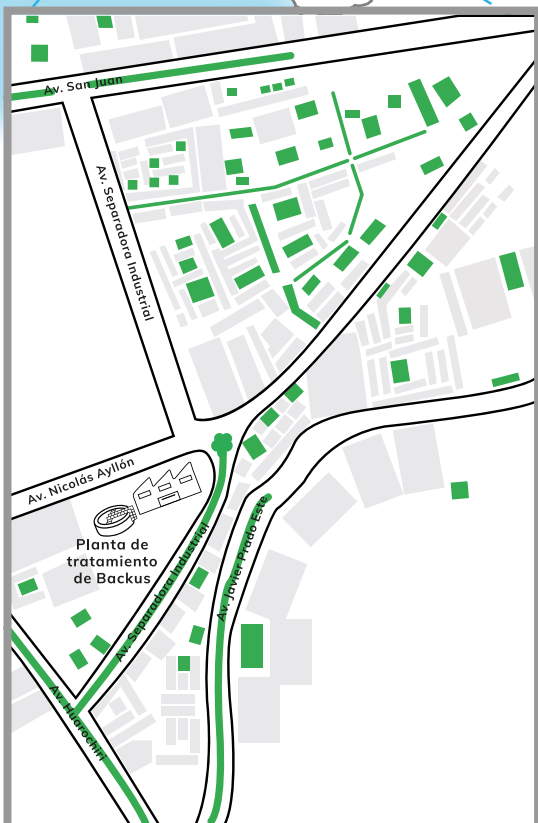 Av. San Juan
Av. Separadora Industrial
Av. Nicolás Ayllón
Planta de
tratamiento
de Backus
Av. Separadora Industrial
Av. Javier Prado Este
Av. Huarochiri